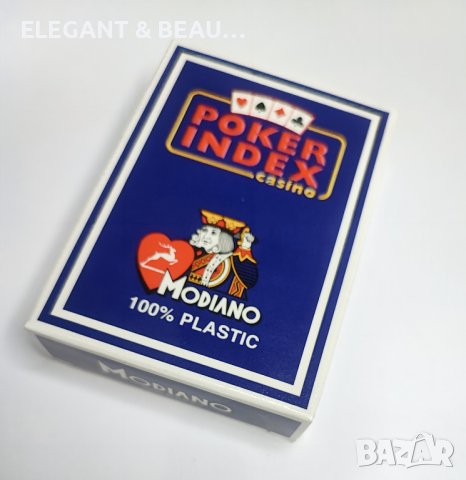 ELEGANT & BEAU...
POKER
INDEX
casino
MODIANO
100% PLASTIC
MODIANO
BAZAR